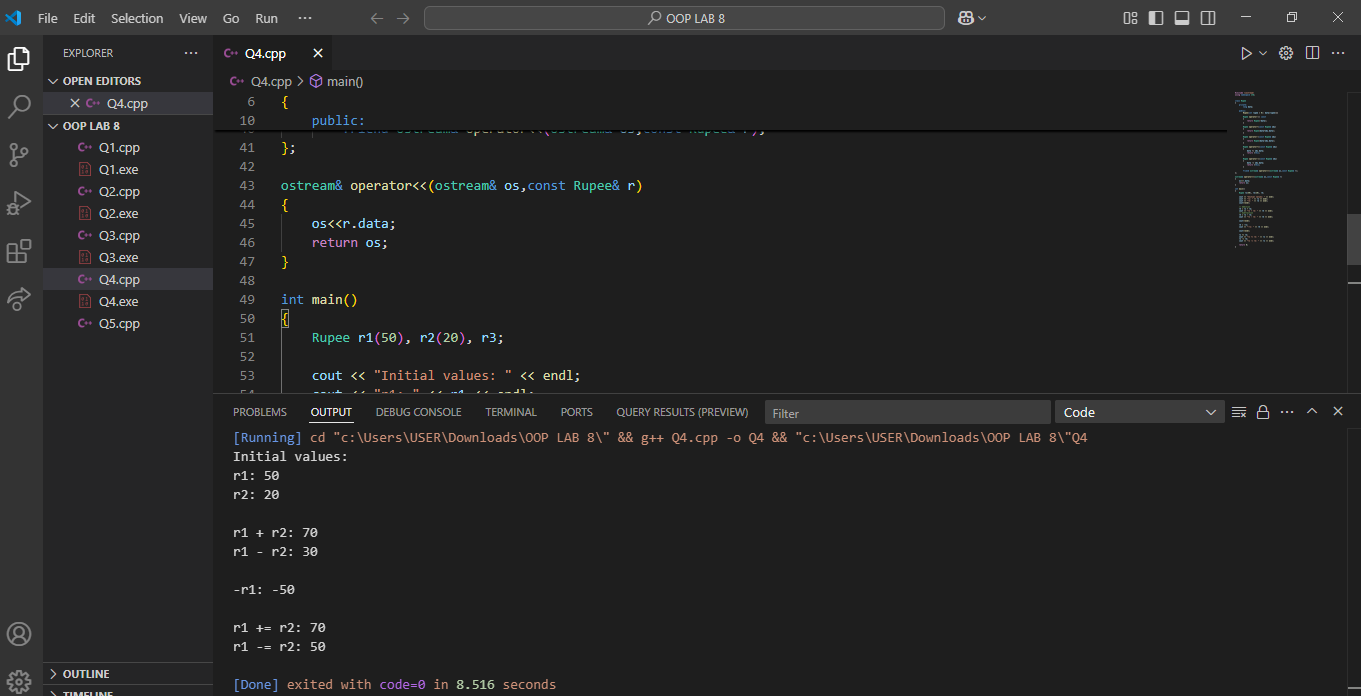 File Edit Selection View Go Run ···
OOP LAB 8
EXPLORER
OPEN EDITORS
Q4.cpp
OOP LAB 8
Q1.cpp
Q1.exe
Q2.cpp
Q2.exe
Q3.cpp
Q3.exe
Q4.cpp
Q4.exe
Q5.cpp
OUTLINE
TIMELINE
C++ Q4.cpp
C++ Q4.cpp > main()
6 {
10 public:
41 };
42
43 ostream& operator<<(ostream& os,const Rupee& r)
44 {
45 os<<r.data;
46 return os;
47 }
48
49 int main()
50 {
51 Rupee r1(50), r2(20), r3;
52
53 cout << "Initial values: " << endl;
54 cout << "r1: " << r1 << endl;
PROBLEMS OUTPUT DEBUG CONSOLE TERMINAL PORTS QUERY RESULTS (PREVIEW) Filter Code
[Running] cd "c:\Users\USER\Downloads\OOP LAB 8\" && g++ Q4.cpp -o Q4 && "c:\Users\USER\Downloads\OOP LAB 8\"Q4
Initial values:
r1: 50
r2: 20
r1 + r2: 70
r1 - r2: 30
-r1: -50
r1 += r2: 70
r1 -= r2: 50
[Done] exited with code=0 in 8.516 seconds